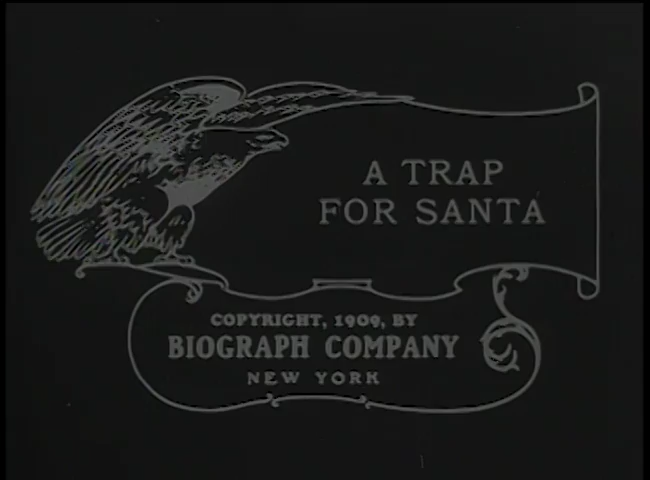 A TRAP
FOR SANTA
COPYRIGHT, 1909, BY
BIOGRAPH COMPANY
NEW YORK